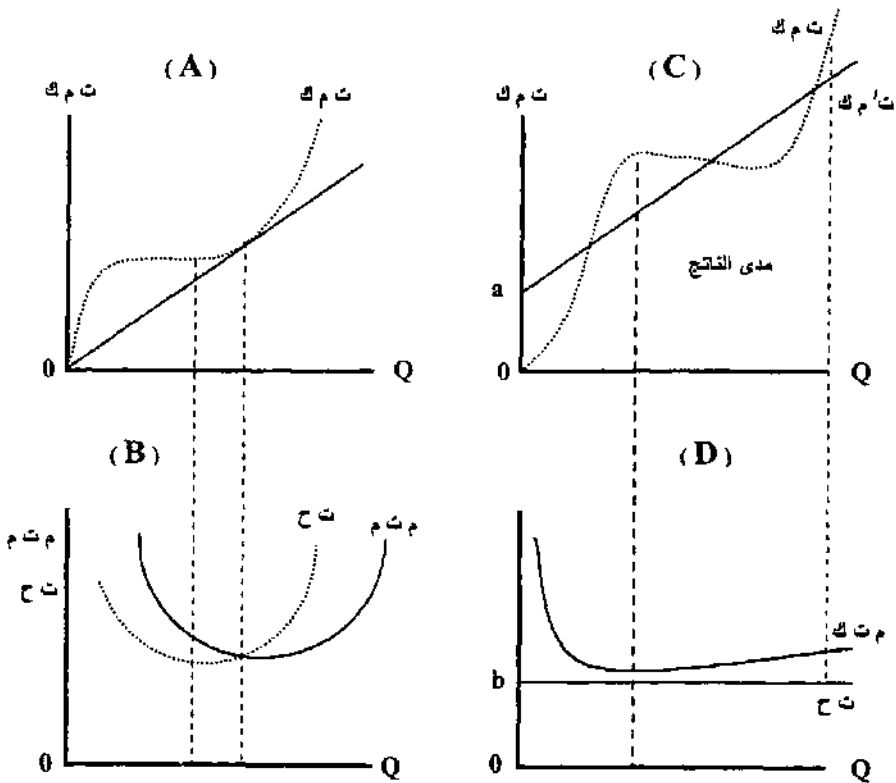 (A)
ت م ك
ت م ك
0
Q
(B)
م ت م
ت ح
ت ح
م ت م
0
Q
(C)
ت م ك
ت م ك
تَ م ك
a
مدى الناتج
0
Q
(D)
b
م ت ك
ت ح
0
Q